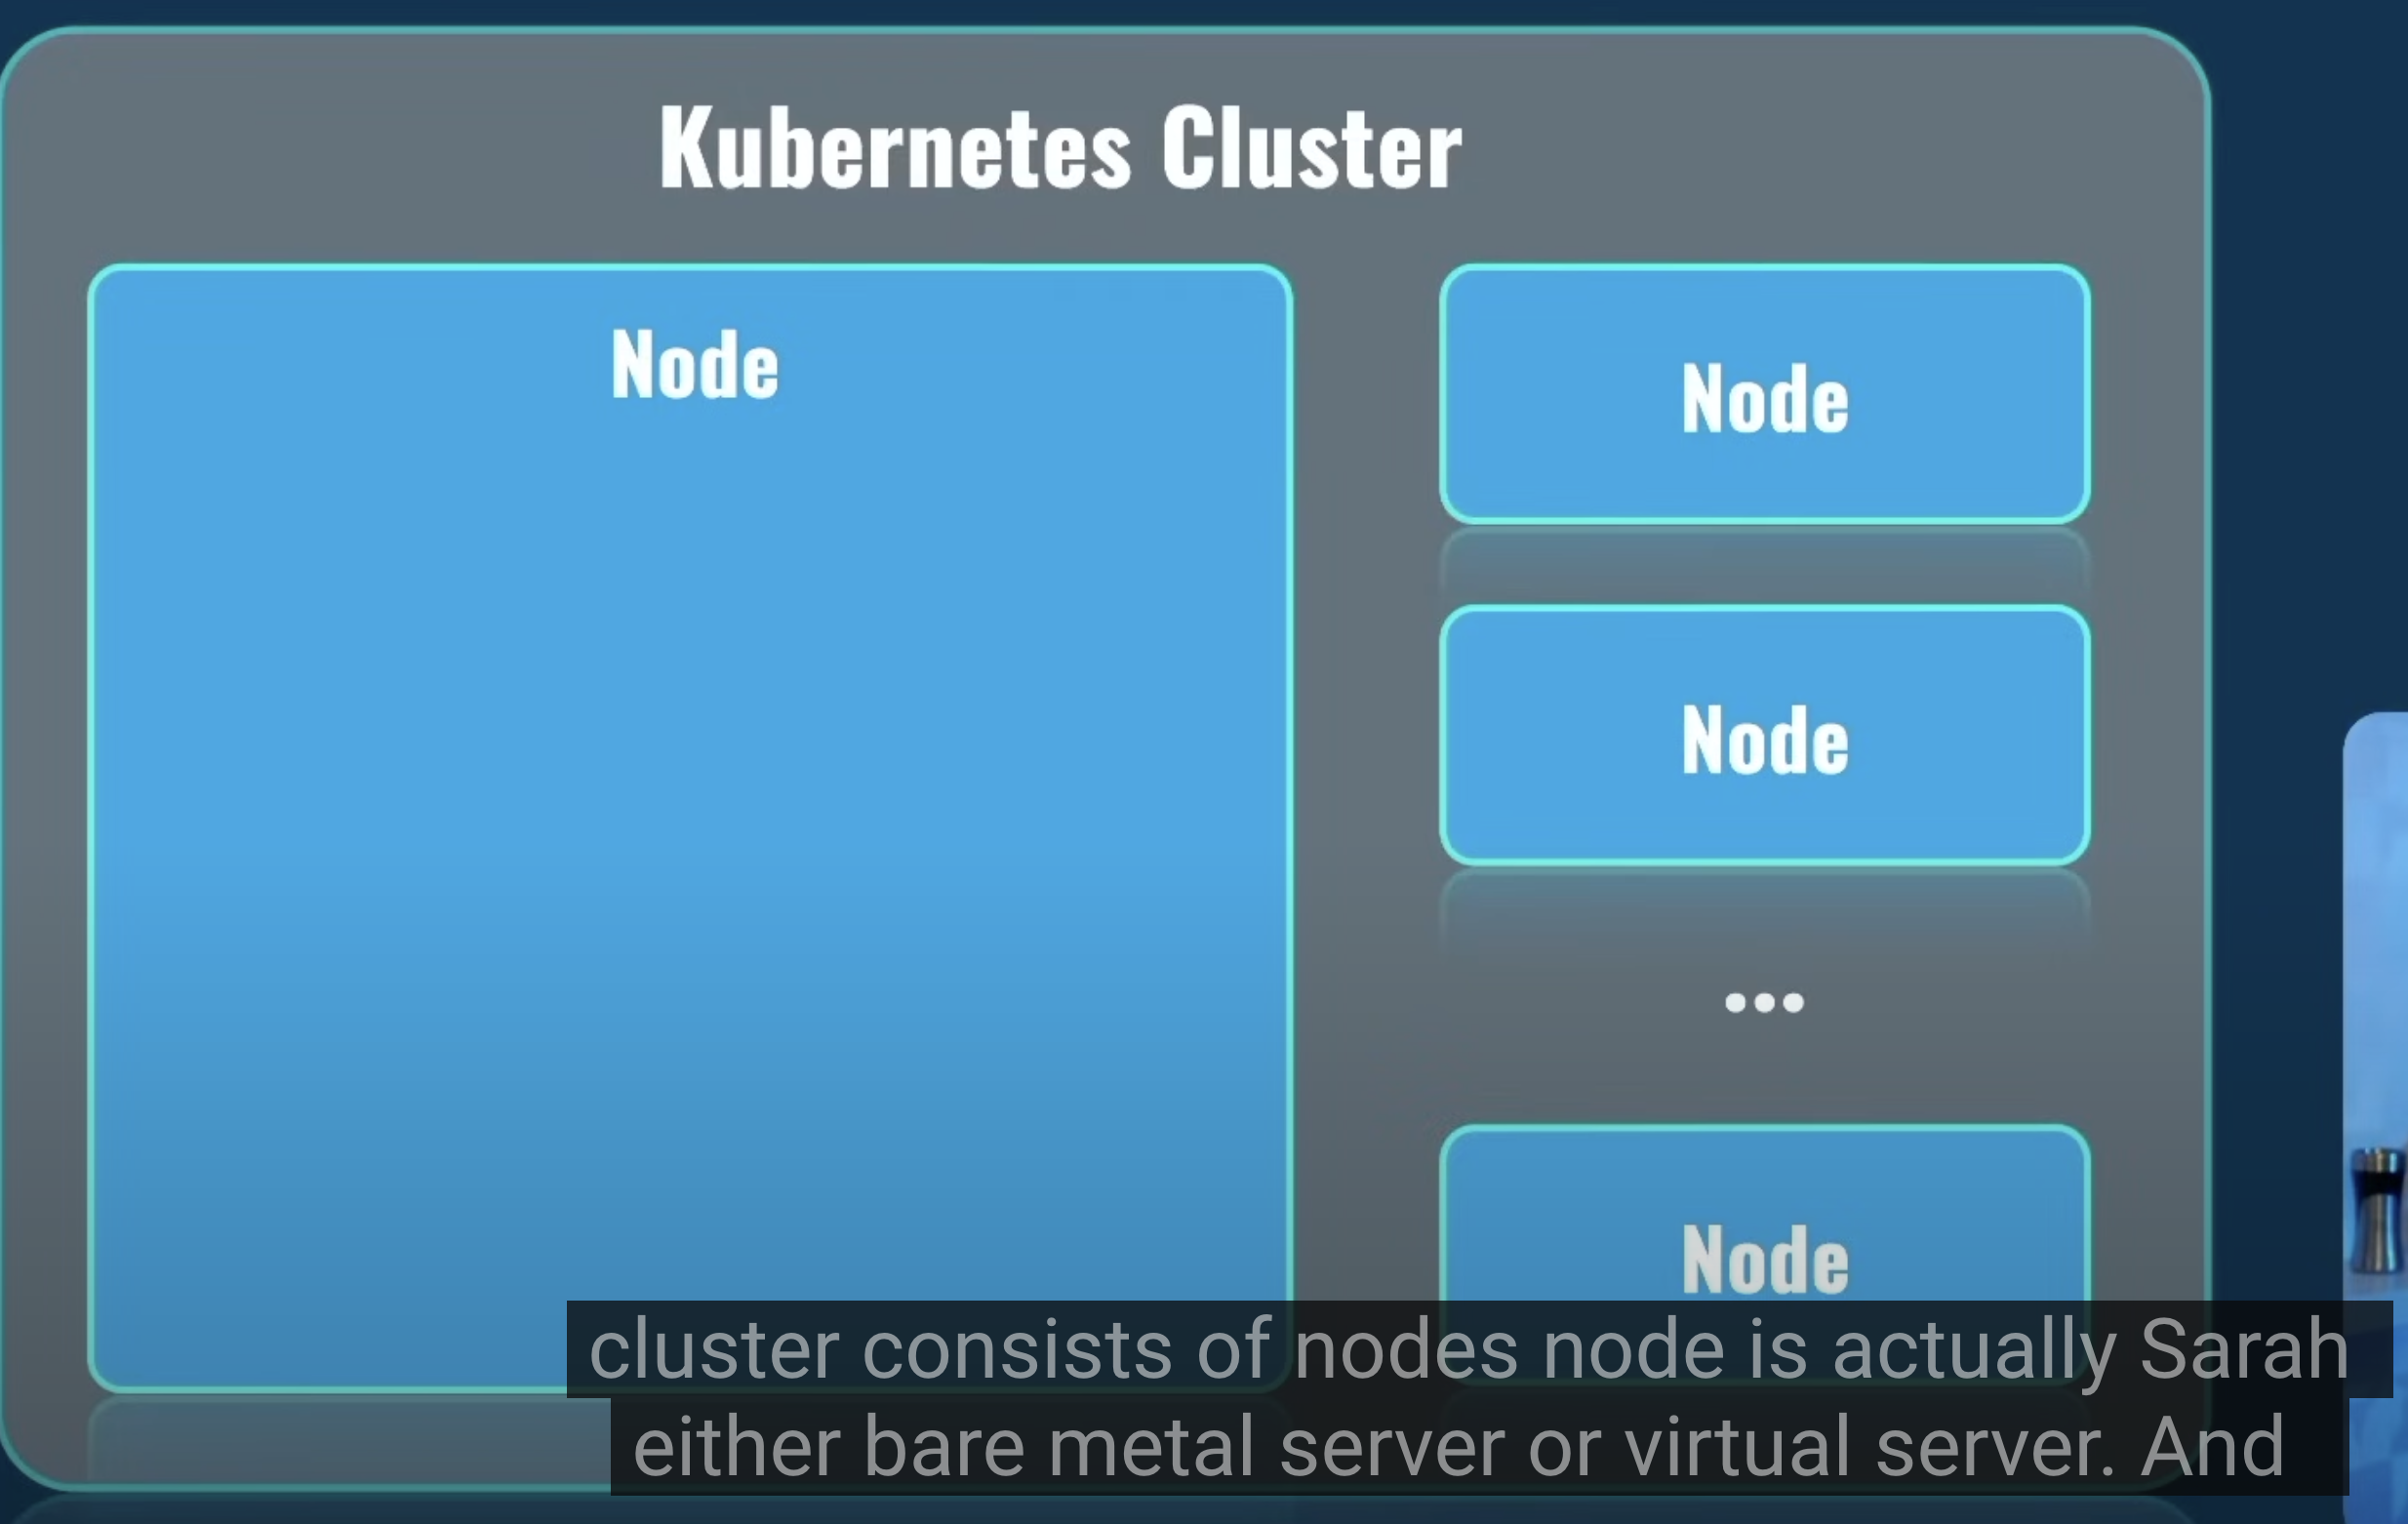 Kubernetes Cluster
Node
Node
Node
...
Node
cluster consists of nodes node is actually Sarah
either bare metal server or virtual server. And